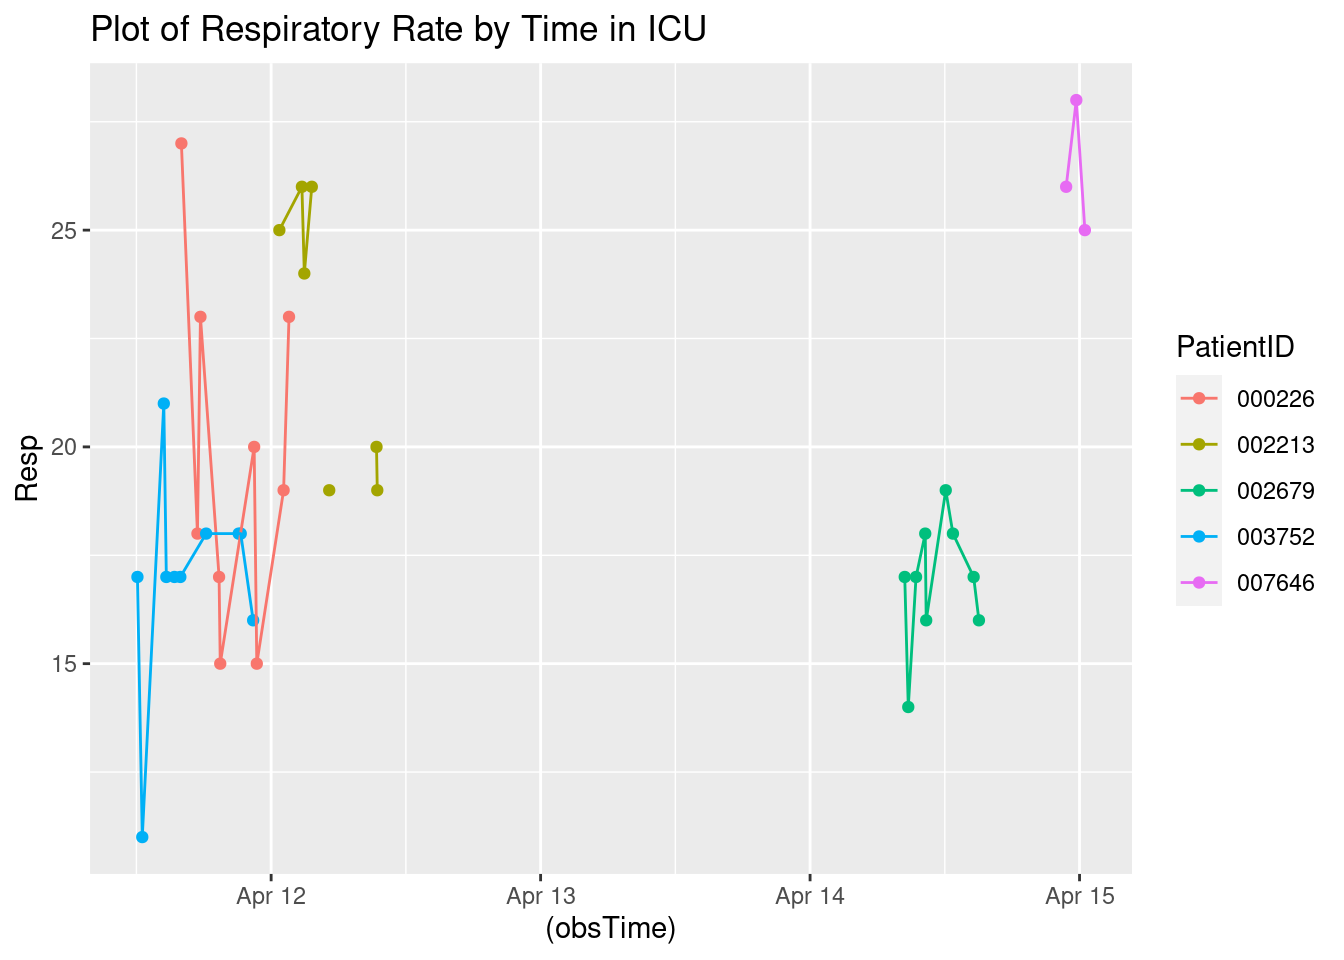 Plot of Respiratory Rate by Time in ICU
25
20
15
Resp
Apr 12
Apr 13
Apr 14
Apr 15
(obsTime)
PatientID
000226
002213
002679
003752
007646